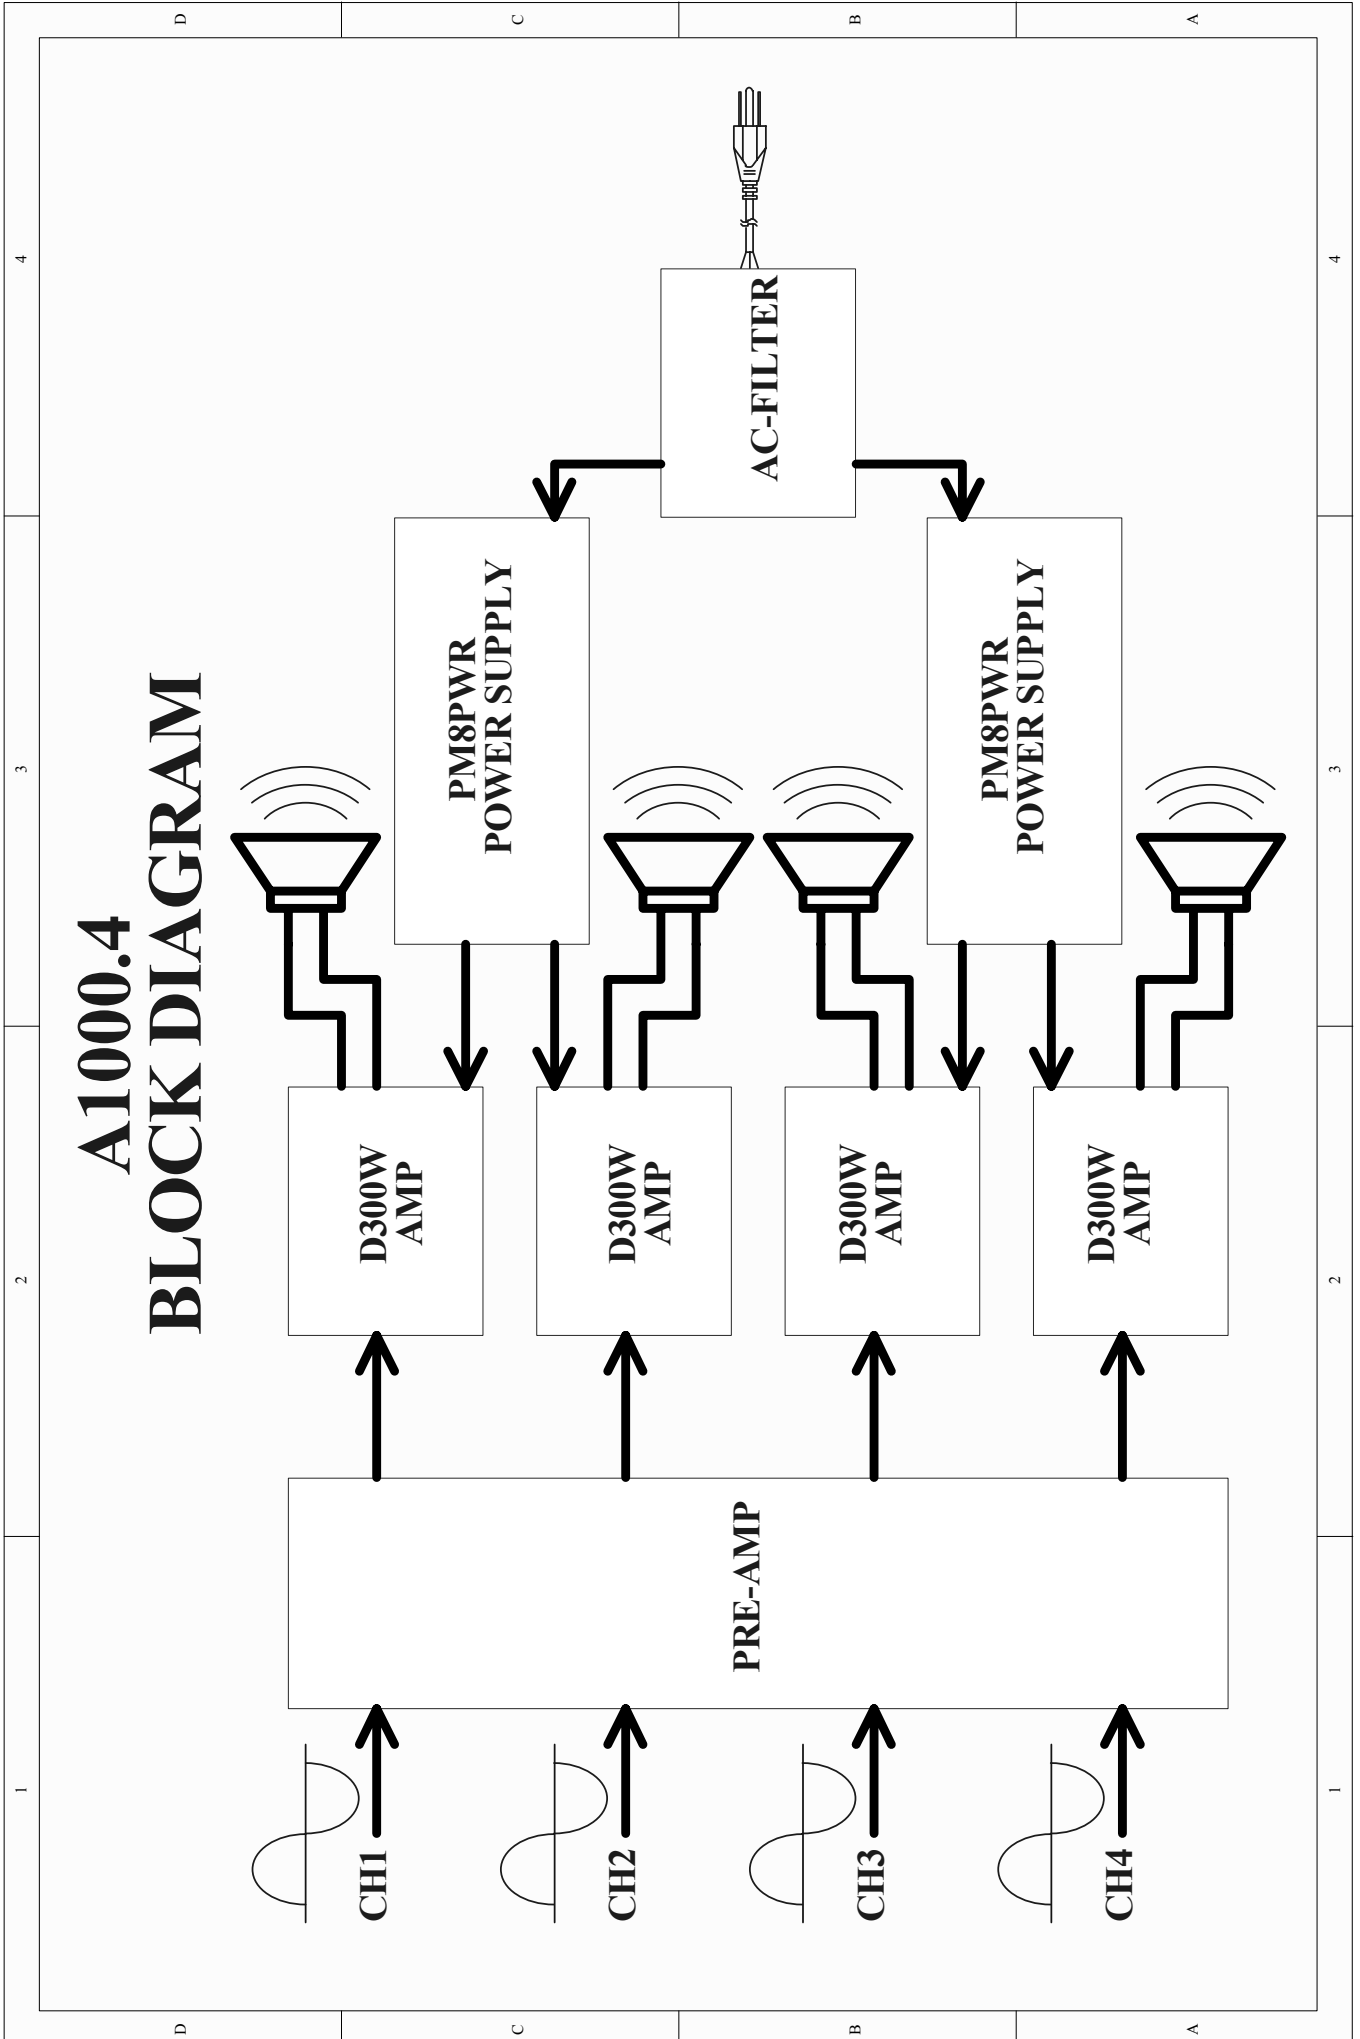 A1000.4
BLOCK DIAGRAM
1
2
3
4
D
D
C
C
B
B
A
A
CH1
CH2
CH3
CH4
PRE-AMP
D300W
AMP
D300W
AMP
D300W
AMP
D300W
AMP
PM8PWR
POWER SUPPLY
PM8PWR
POWER SUPPLY
AC-FILTER
1
2
3
4